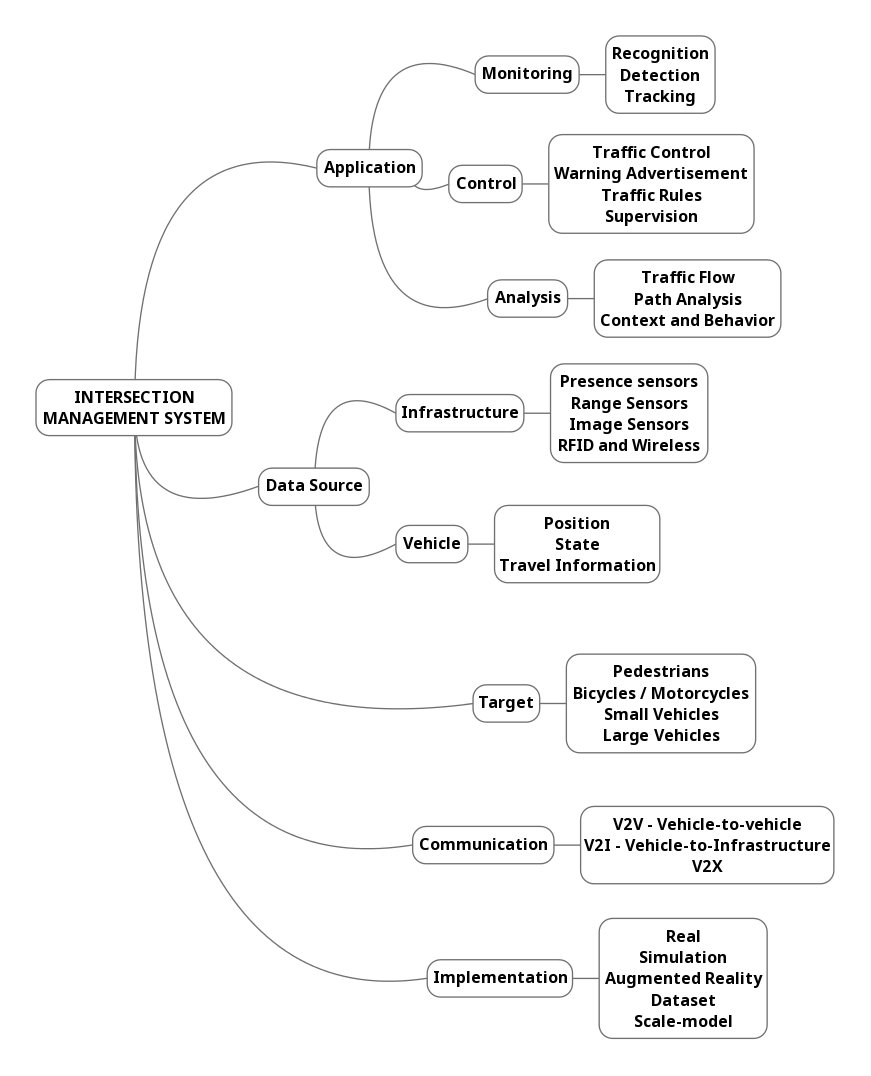 INTERSECTION
MANAGEMENT SYSTEM
Application
Monitoring
Recognition
Detection
Tracking
Control
Traffic Control
Warning Advertisement
Traffic Rules
Supervision
Analysis
Traffic Flow
Path Analysis
Context and Behavior
Data Source
Infrastructure
Presence sensors
Range Sensors
Image Sensors
RFID and Wireless
Vehicle
Position
State
Travel Information
Target
Pedestrians
Bicycles / Motorcycles
Small Vehicles
Large Vehicles
Communication
V2V - Vehicle-to-vehicle
V2I - Vehicle-to-Infrastructure
V2X
Implementation
Real
Simulation
Augmented Reality
Dataset
Scale-model